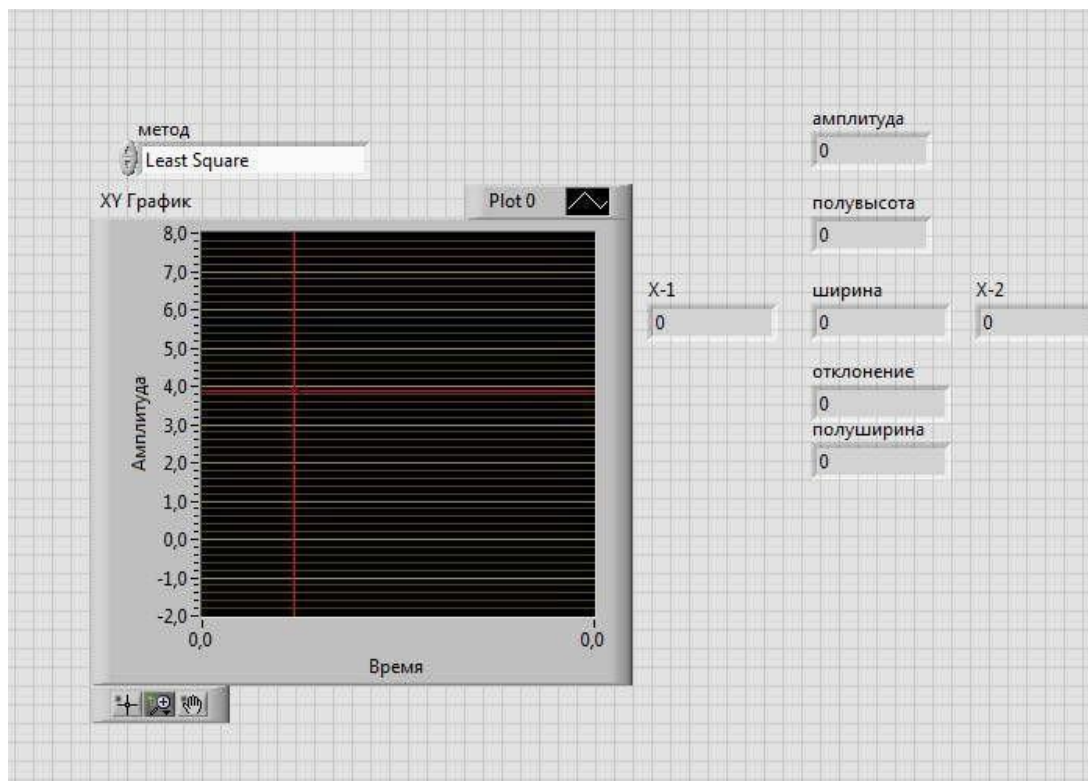 метод
Least Square
XY График
Plot 0
8,0
7,0
6,0
5,0
4,0
3,0
2,0
1,0
0,0
-1,0
-2,0
Амплитуда
0,0
0,0
Время
амплитуда
0
полувысота
0
X-1
0
ширина
0
X-2
0
отклонение
0
полуширина
0